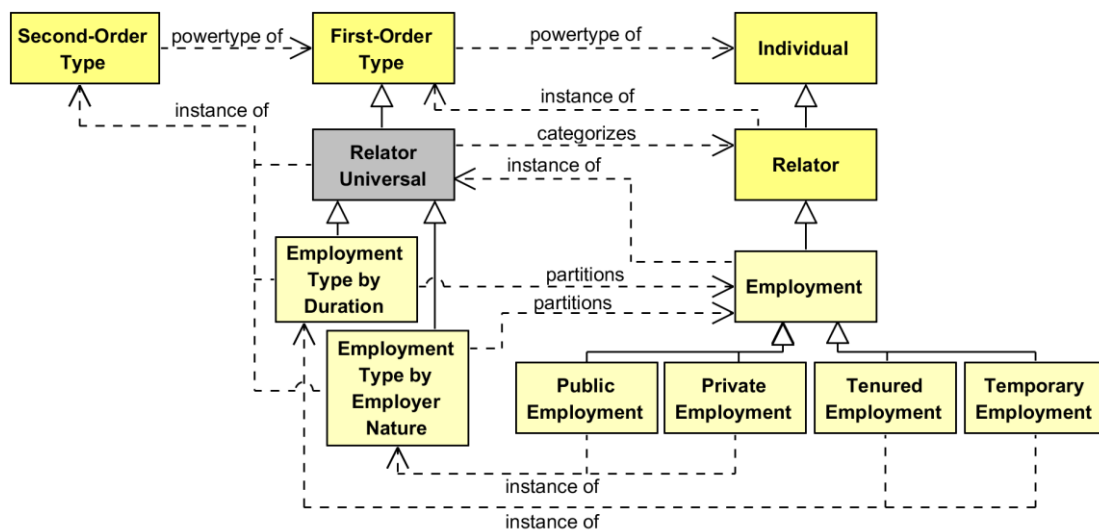 Second-Order
Type
powertype of
First-Order
Type
powertype of
Individual
instance of
instance of
Relator
Universal
categorizes
instance of
Relator
Employment
Type by
Duration
partitions
partitions
Employment
Employment
Type by
Employer
Nature
Public
Employment
Private
Employment
Tenured
Employment
Temporary
Employment
instance of
instance of